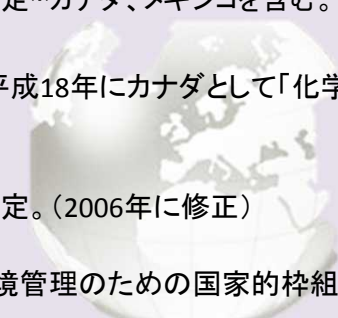 定**カナダ、メキシコを含む。
平成18年にカナダとして「化学
定。（2006年に修正）
境管理のための国家的枠組